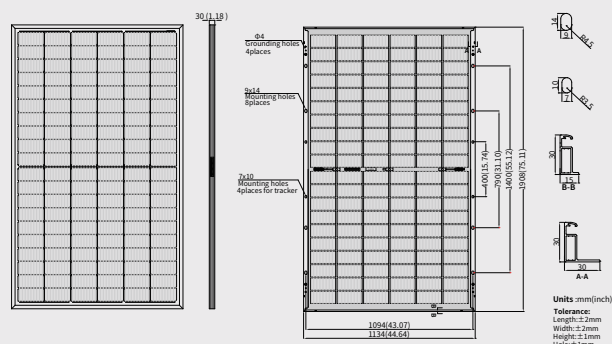 30 (1.18 )
Φ4
Grounding holes
4places
9x14
Mounting holes
8places
7x10
Mounting holes
4places for tracker
A
A
400(15.74)
790(31.10)
1400(55.12)
1908(75.11)
B
B
1094(43.07)
1134(44.64)
14
9
R4.5
10
7
R3.5
30
15
B-B
30
30
A-A
Units :mm(inch)
Tolerance:
Length:±2mm
Width:±2mm
Height:±1mm